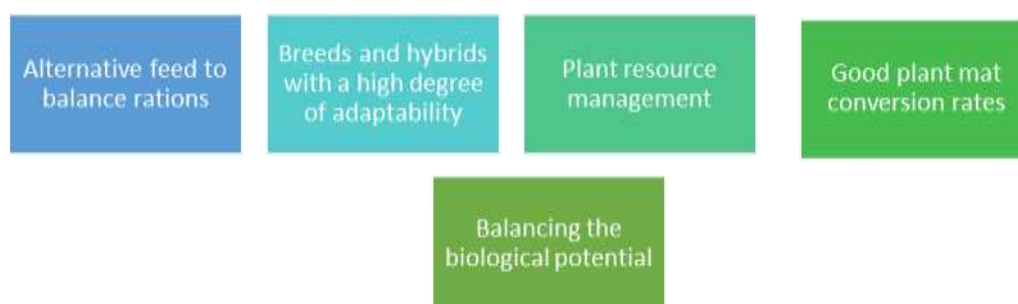 Alternative feed to
balance rations
Breeds and hybrids
with a high degree
of adaptability
Plant resource
management
Good plant mat
conversion rates
Balancing the
biological potential